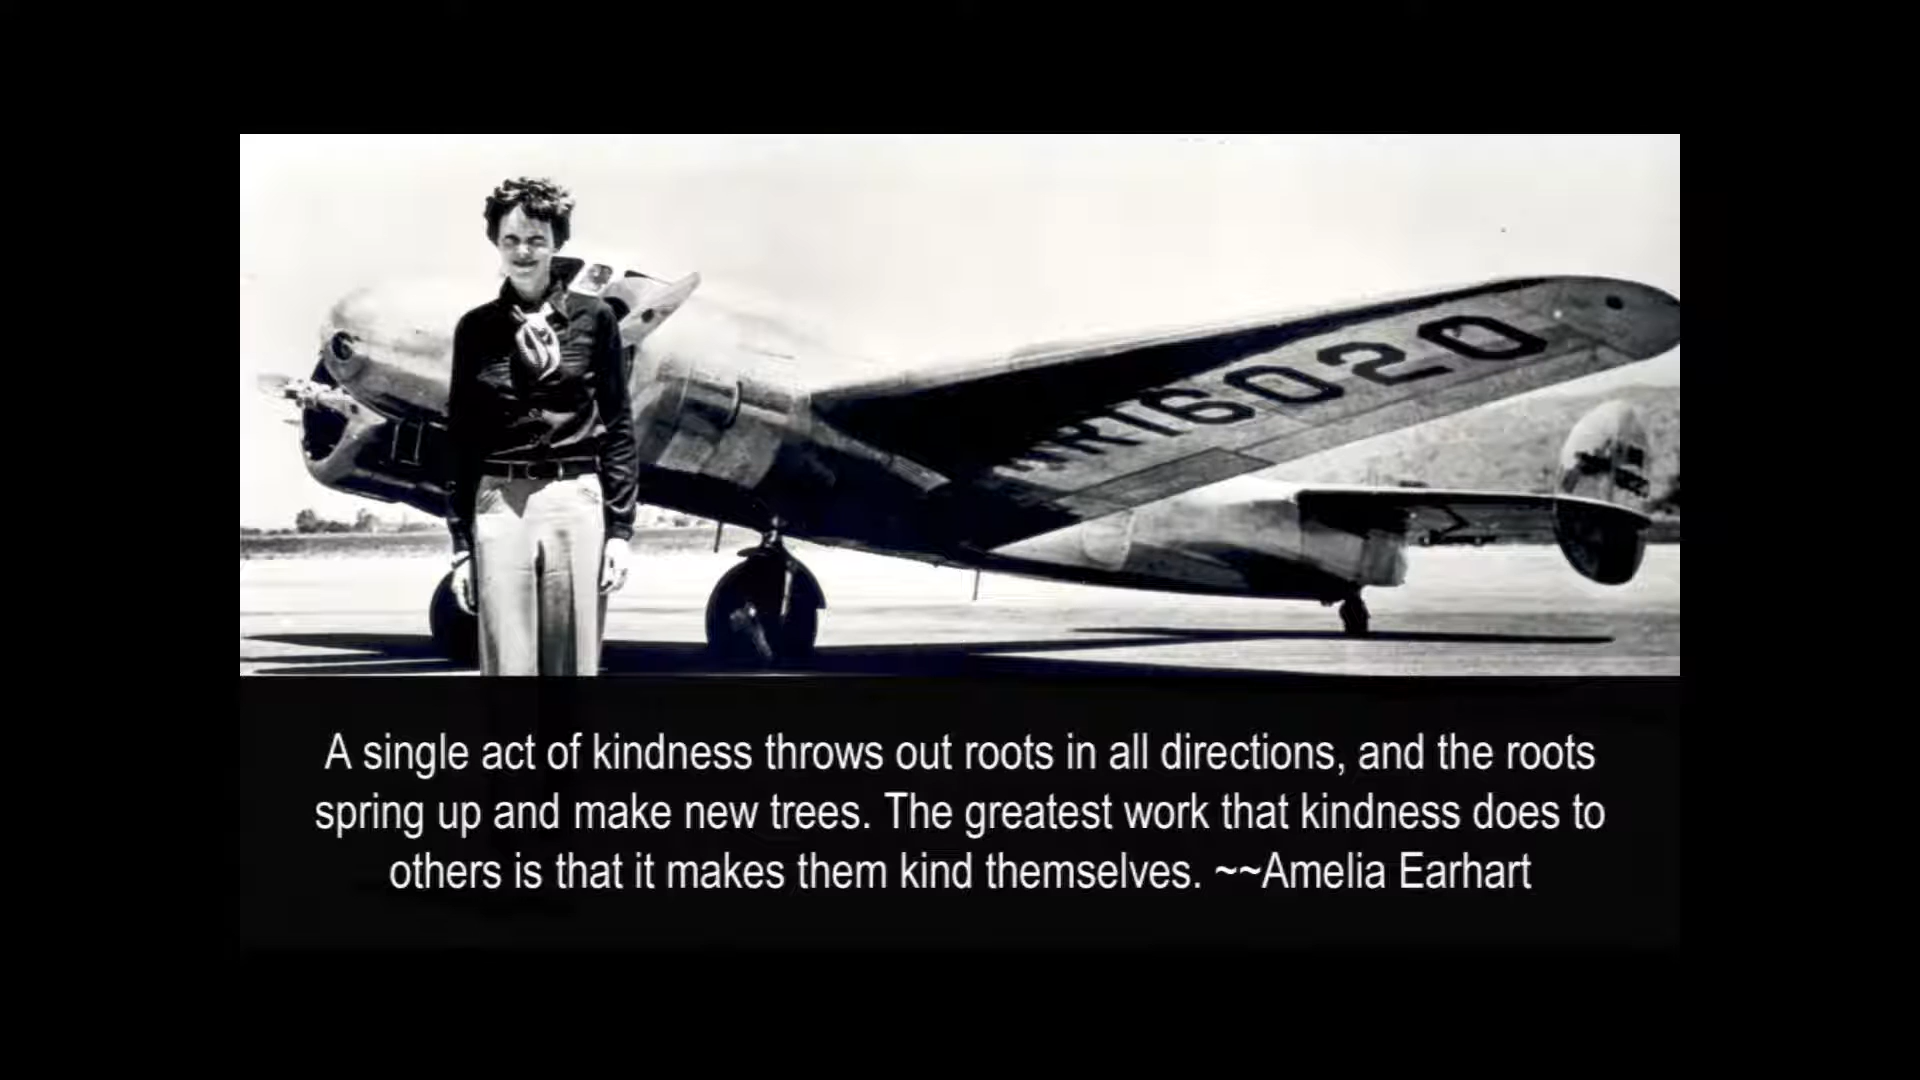 R16020
A single act of kindness throws out roots in all directions, and the roots
spring up and make new trees. The greatest work that kindness does to
others is that it makes them kind themselves. ~~Amelia Earhart